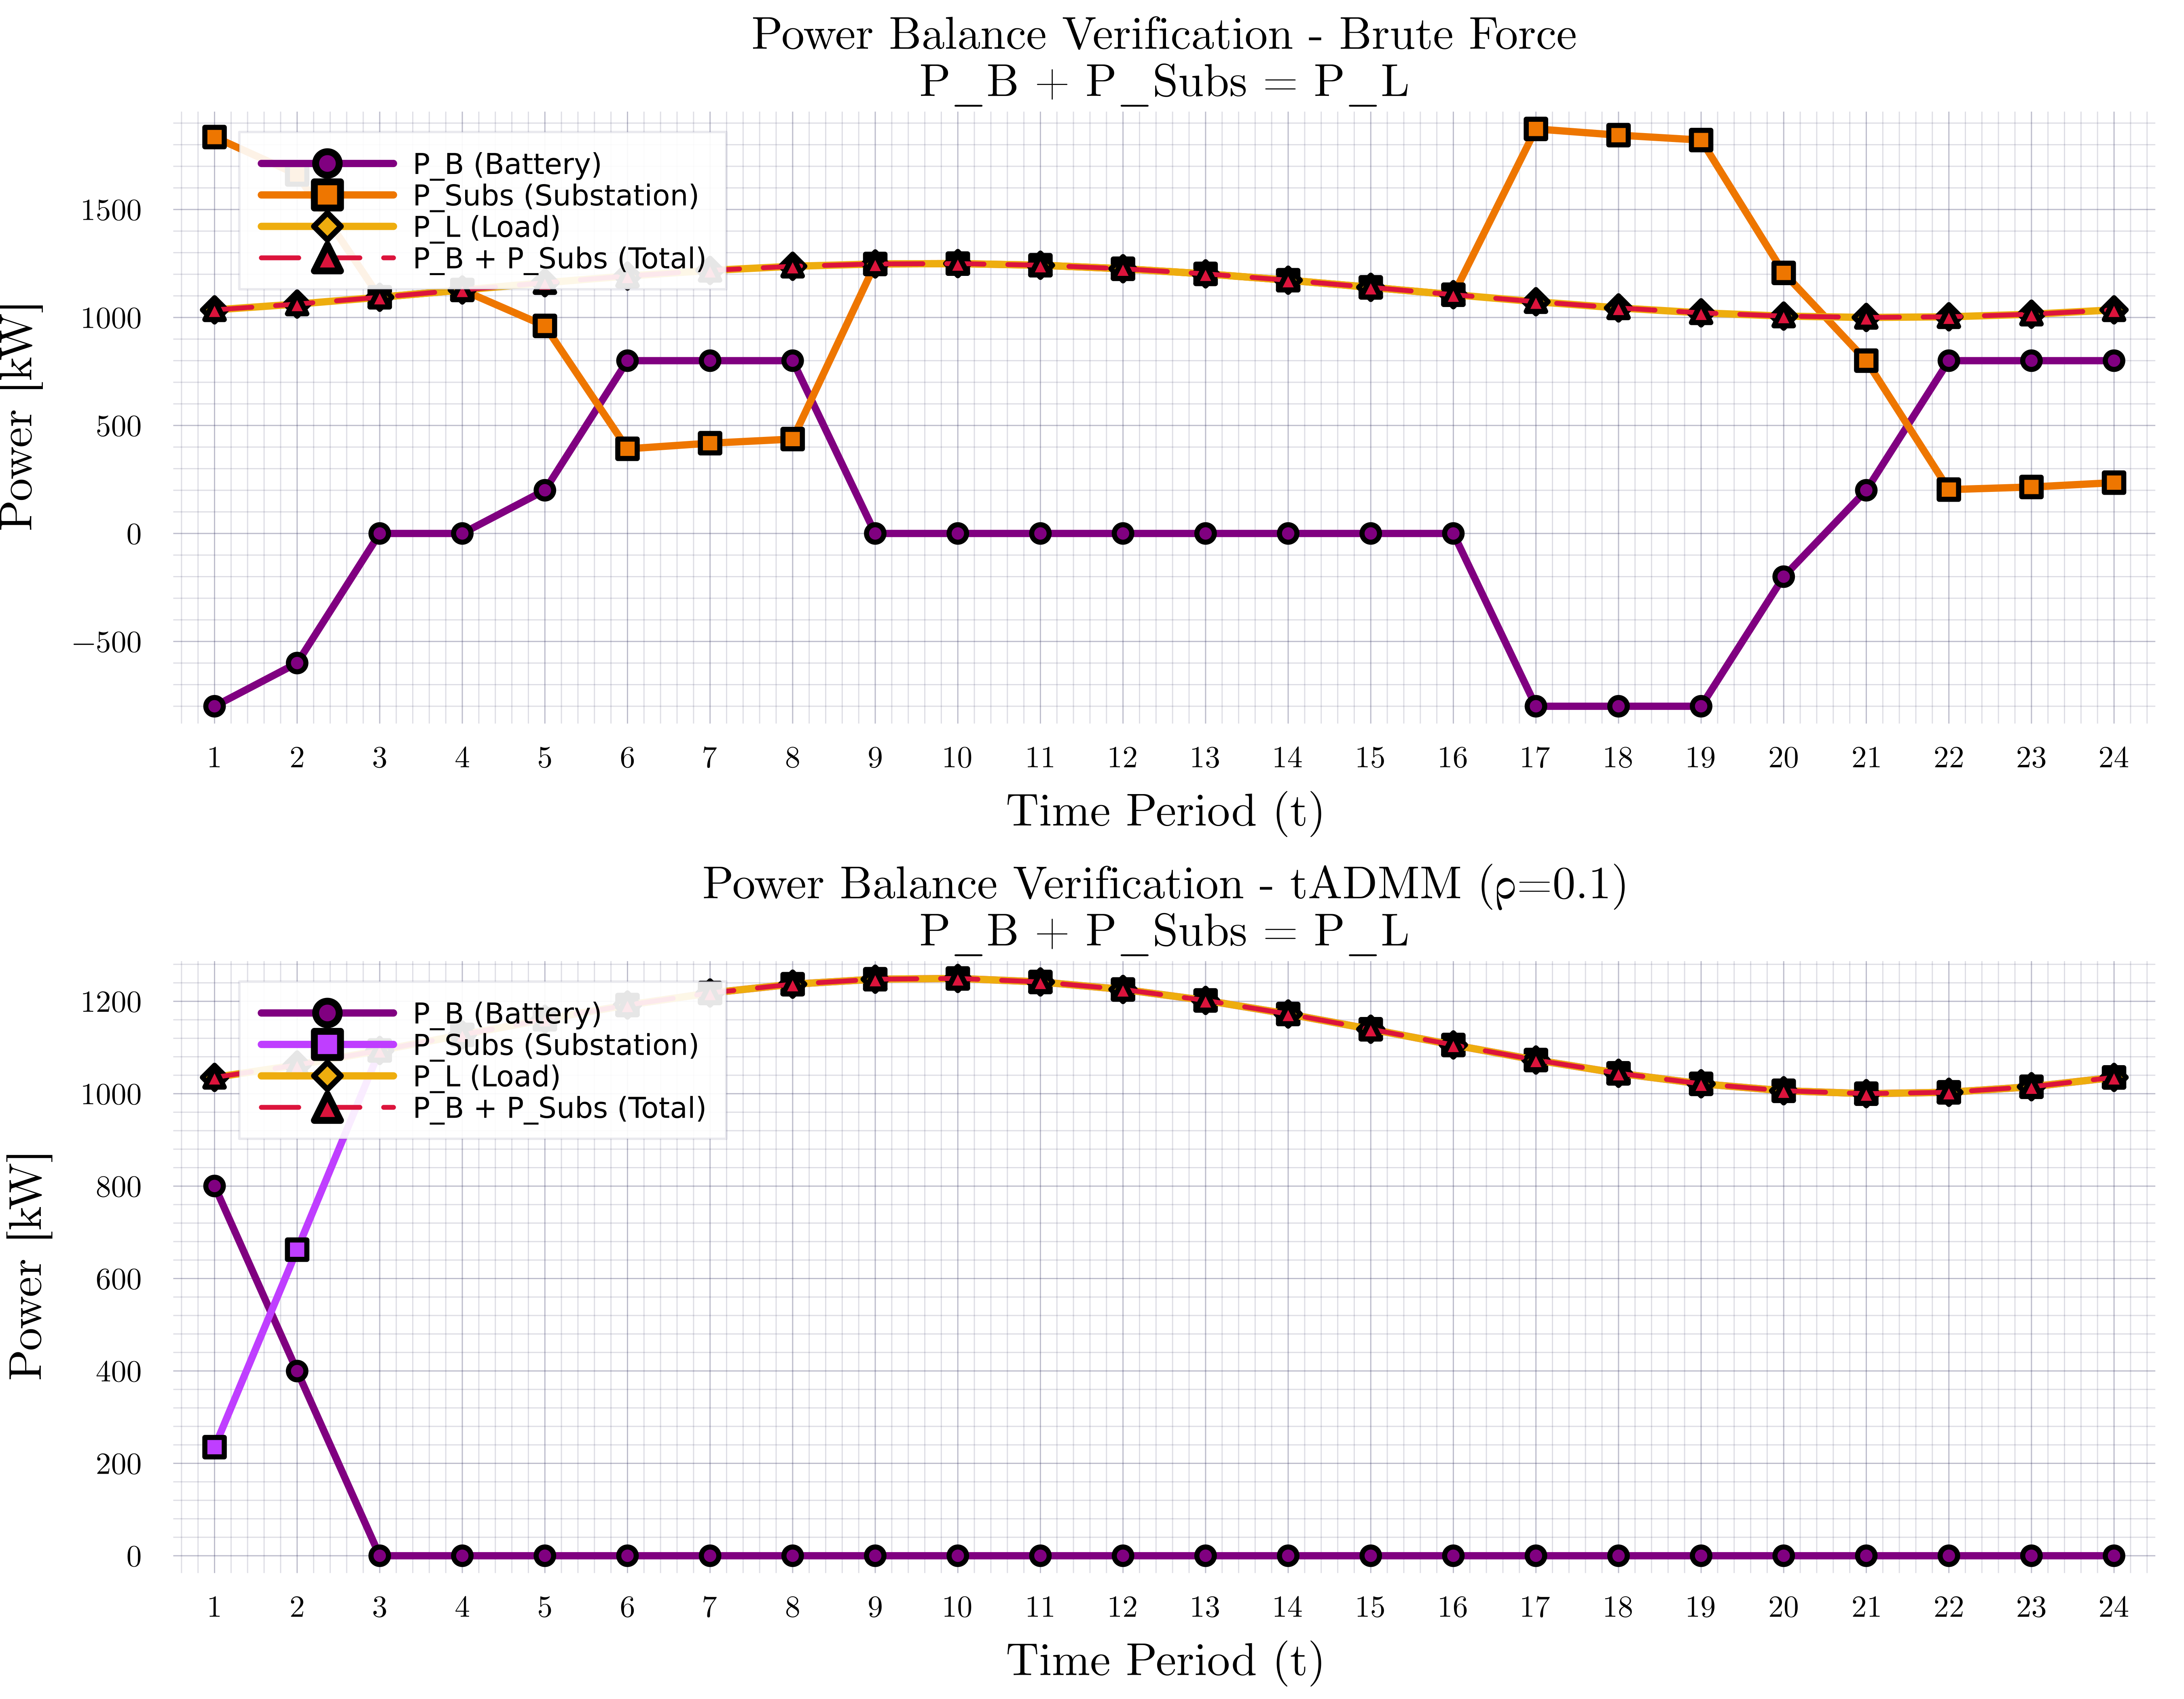 Power Balance Verification - Brute Force
P_B + P_Subs = P_L
P_B (Battery)
P_Subs (Substation)
P_L (Load)
P_B + P_Subs (Total)
Power [kW]
1500
1000
500
0
−500
1 2 3 4 5 6 7 8 9 10 11 12 13 14 15 16 17 18 19 20 21 22 23 24
Time Period (t)
Power Balance Verification - tADMM (ρ=0.1)
P_B + P_Subs = P_L
P_B (Battery)
P_Subs (Substation)
P_L (Load)
P_B + P_Subs (Total)
Power [kW]
1200
1000
800
600
400
200
0
1 2 3 4 5 6 7 8 9 10 11 12 13 14 15 16 17 18 19 20 21 22 23 24
Time Period (t)